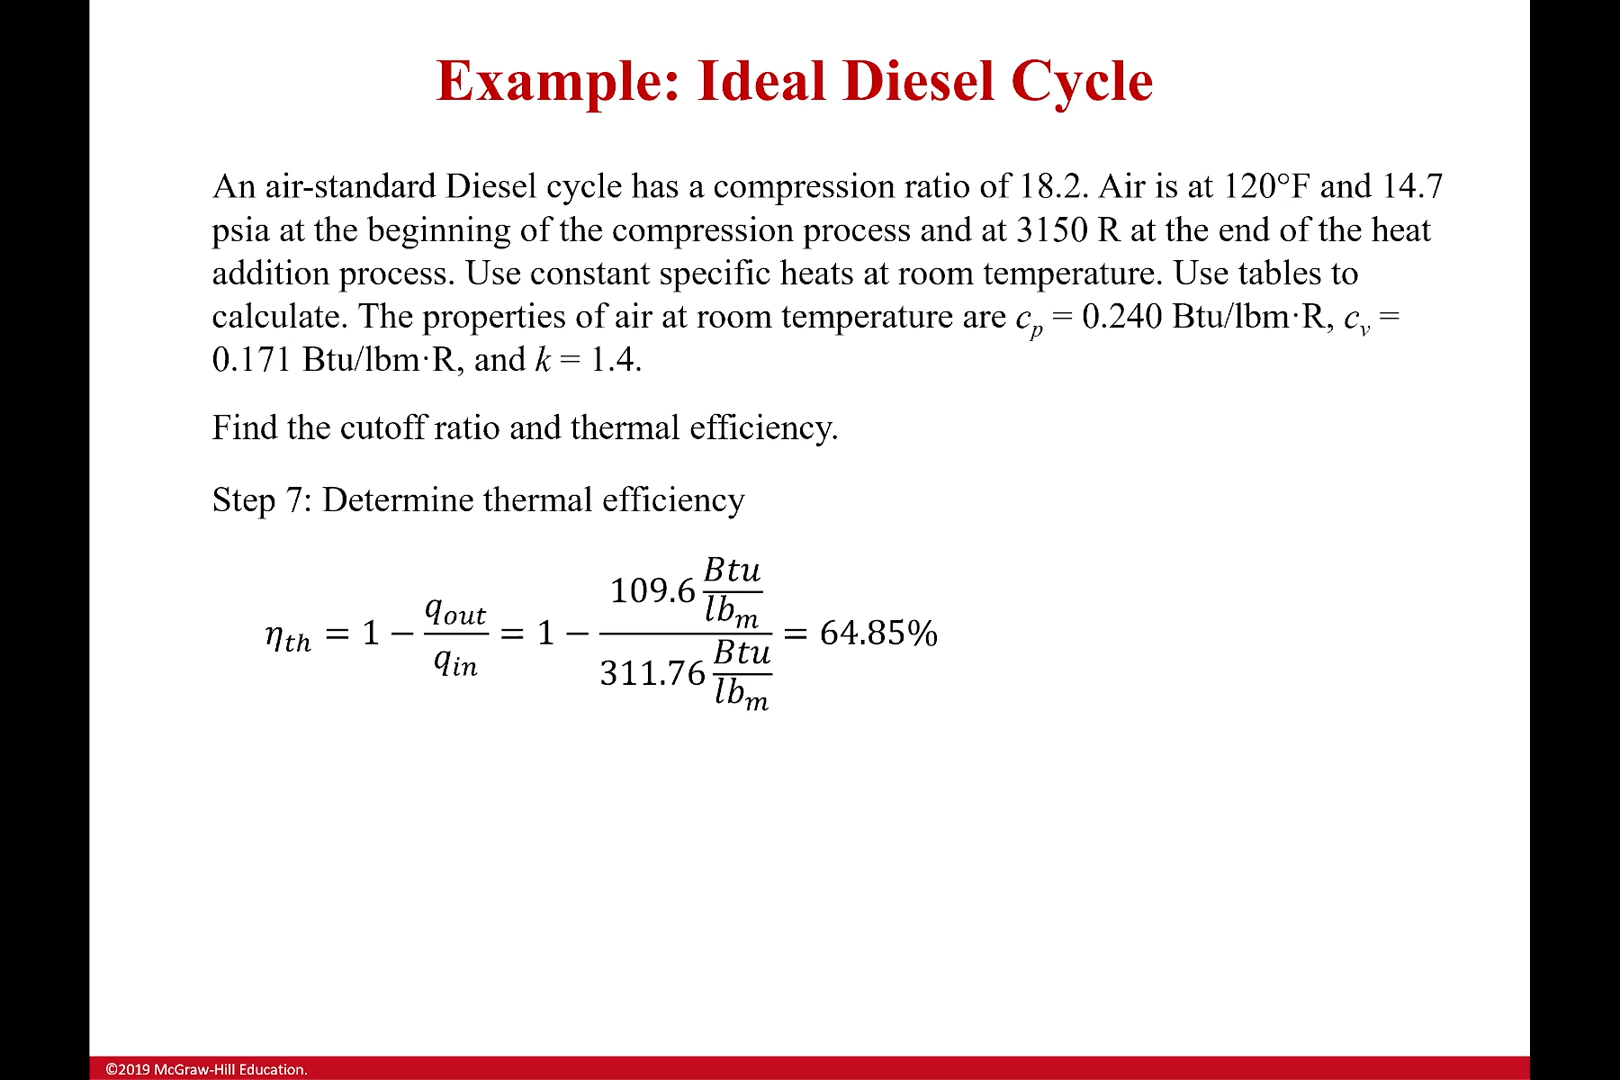 Example: Ideal Diesel Cycle
An air-standard Diesel cycle has a compression ratio of 18.2. Air is at 120°F and 14.7
psia at the beginning of the compression process and at 3150 R at the end of the heat
addition process. Use constant specific heats at room temperature. Use tables to
calculate. The properties of air at room temperature are c_p = 0.240 Btu/lbm·R, c_v =
0.171 Btu/lbm·R, and k = 1.4.
Find the cutoff ratio and thermal efficiency.
Step 7: Determine thermal efficiency
η_th = 1 − q_out/q_in = 1 − (109.6 Btu/lb_m)/(311.76 Btu/lb_m) = 64.85%
©2019 McGraw-Hill Education.